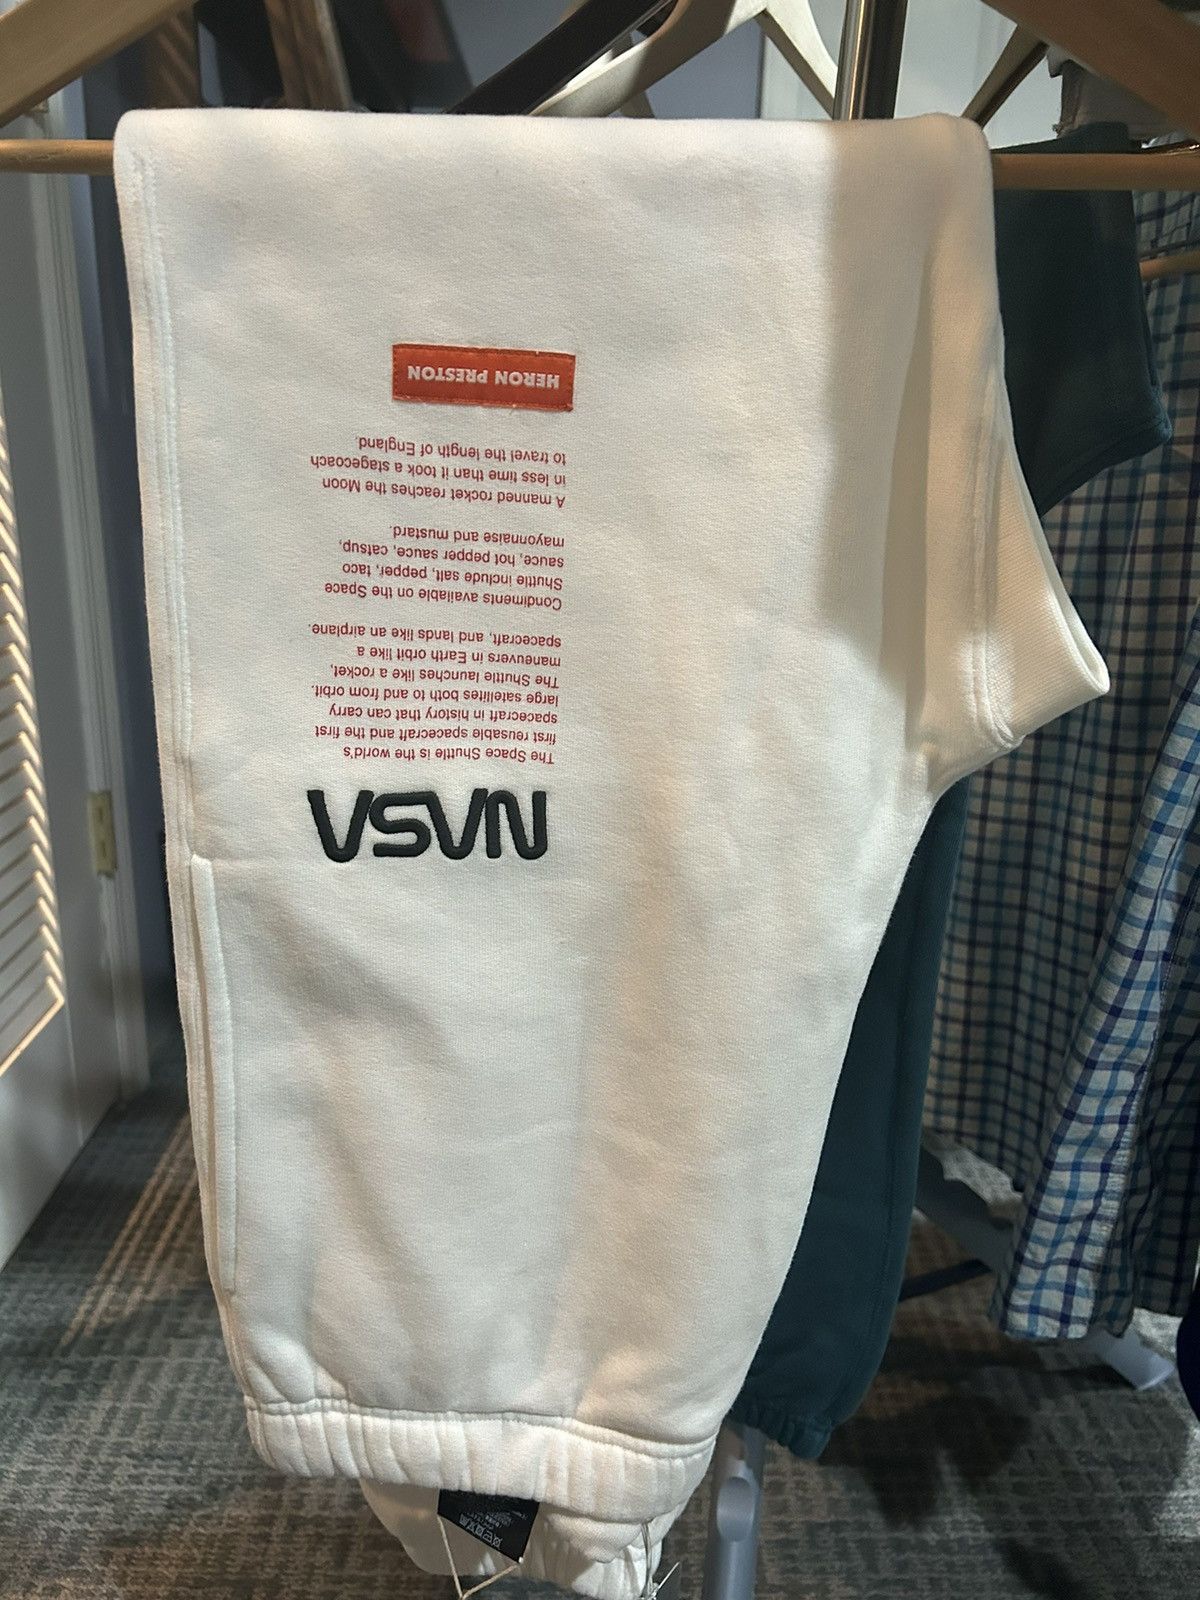 NASA
The Space Shuttle is the world's
first reusable spacecraft and the first
spacecraft in history that can carry
large satellites both to and from orbit.
The Shuttle launches like a rocket,
maneuvers in Earth orbit like a
spacecraft, and lands like an airplane.
Condiments available on the Space
Shuttle include salt, pepper, taco
sauce, hot pepper sauce, catsup,
mayonnaise and mustard.
A manned rocket reaches the Moon
in less time than it took a stagecoach
to travel the length of England.
HERON PRESTON